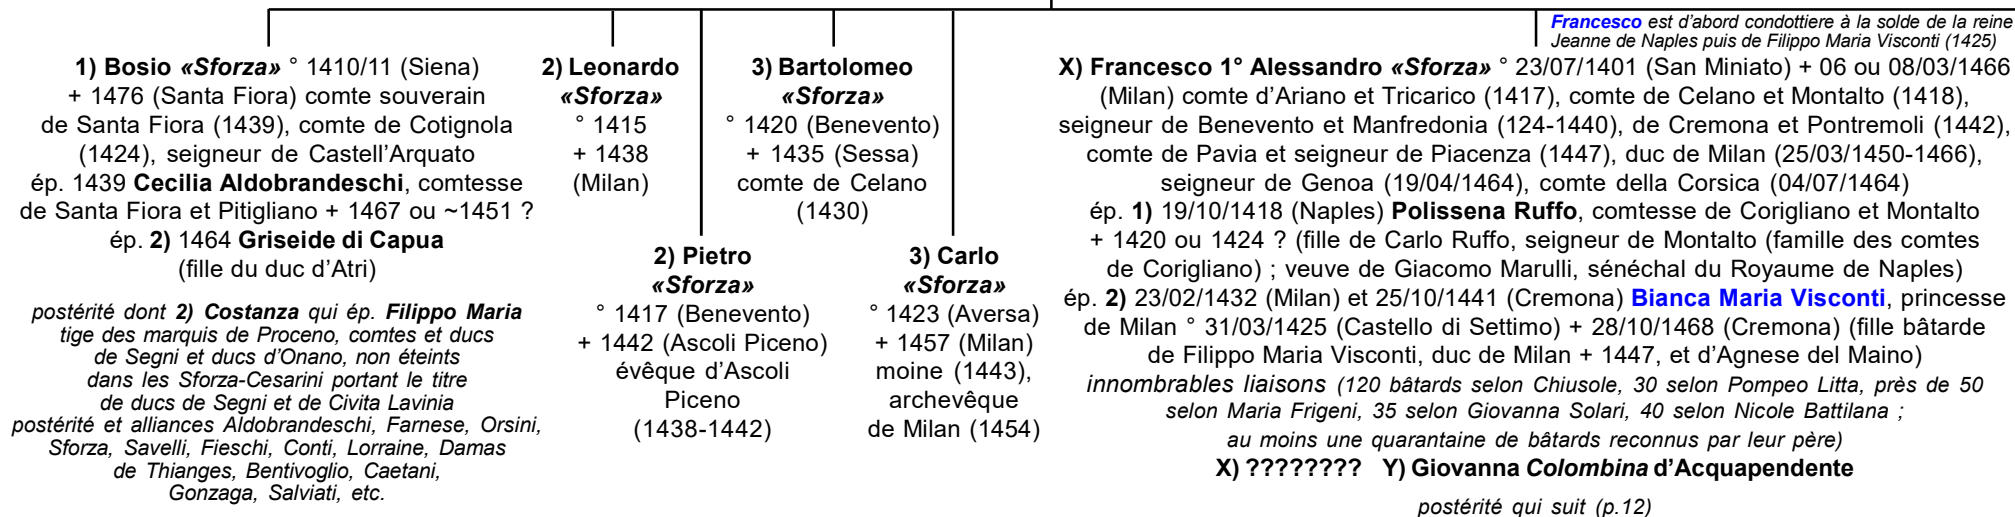 1) Bosio «Sforza» ° 1410/11 (Siena)
+ 1476 (Santa Fiora) comte souverain
de Santa Fiora (1439), comte de Cotignola
(1424), seigneur de Castell'Arquato
ép. 1439 Cecilia Aldobrandeschi, comtesse
de Santa Fiora et Pitigliano + 1467 ou ~1451 ?
ép. 2) 1464 Griseide di Capua
(fille du duc d'Atri)
postérité dont 2) Costanza qui ép. Filippo Maria
tige des marquis de Proceno, comtes et ducs
de Segni et ducs d'Onano, non éteints
dans les Sforza-Cesarini portant le titre
de ducs de Segni et de Civita Lavinia
postérité et alliances Aldobrandeschi, Farnese, Orsini,
Sforza, Savelli, Fieschi, Conti, Lorraine, Damas
de Thianges, Bentivoglio, Caetani,
Gonzaga, Salviati, etc.
2) Leonardo
«Sforza»
° 1415
+ 1438
(Milan)
2) Pietro
«Sforza»
° 1417 (Benevento)
+ 1442 (Ascoli Piceno)
évêque d'Ascoli
Piceno
(1438-1442)
3) Bartolomeo
«Sforza»
° 1420 (Benevento)
+ 1435 (Sessa)
comte de Celano
(1430)
3) Carlo
«Sforza»
° 1423 (Aversa)
+ 1457 (Milan)
moine (1443),
archevêque
de Milan (1454)
Francesco est d'abord condottiere à la solde de la reine
Jeanne de Naples puis de Filippo Maria Visconti (1425)
X) Francesco 1° Alessandro «Sforza» ° 23/07/1401 (San Miniato) + 06 ou 08/03/1466
(Milan) comte d'Ariano et Tricarico (1417), comte de Celano et Montalto (1418),
seigneur de Benevento et Manfredonia (124-1440), de Cremona et Pontremoli (1442),
comte de Pavia et seigneur de Piacenza (1447), duc de Milan (25/03/1450-1466),
seigneur de Genoa (19/04/1464), comte della Corsica (04/07/1464)
ép. 1) 19/10/1418 (Naples) Polissena Ruffo, comtesse de Corigliano et Montalto
+ 1420 ou 1424 ? (fille de Carlo Ruffo, seigneur de Montalto (famille des comtes
de Corigliano) ; veuve de Giacomo Marulli, sénéchal du Royaume de Naples)
ép. 2) 23/02/1432 (Milan) et 25/10/1441 (Cremona) Bianca Maria Visconti, princesse
de Milan ° 31/03/1425 (Castello di Settimo) + 28/10/1468 (Cremona) (fille bâtarde
de Filippo Maria Visconti, duc de Milan + 1447, et d'Agnese del Maino)
innombrables liaisons (120 bâtards selon Chiusole, 30 selon Pompeo Litta, près de 50
selon Maria Frigeni, 35 selon Giovanna Solari, 40 selon Nicole Battilana ;
au moins une quarantaine de bâtards reconnus par leur père)
X) ???????? Y) Giovanna Colombina d'Acquapendente
postérité qui suit (p.12)